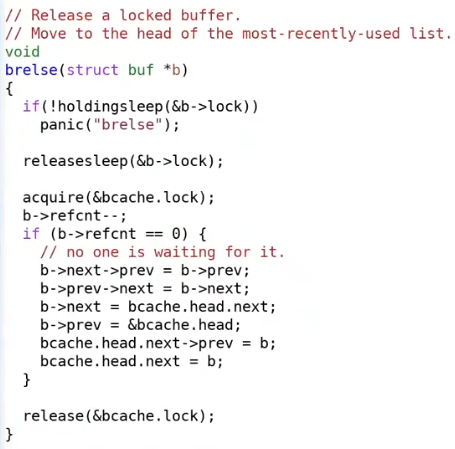 // Release a locked buffer.
// Move to the head of the most-recently-used list.
void
brelse(struct buf *b)
{
  if(!holdingsleep(&b->lock))
    panic("brelse");

  releasesleep(&b->lock);

  acquire(&bcache.lock);
  b->refcnt--;
  if (b->refcnt == 0) {
    // no one is waiting for it.
    b->next->prev = b->prev;
    b->prev->next = b->next;
    b->next = bcache.head.next;
    b->prev = &bcache.head;
    bcache.head.next->prev = b;
    bcache.head.next = b;
  }

  release(&bcache.lock);
}